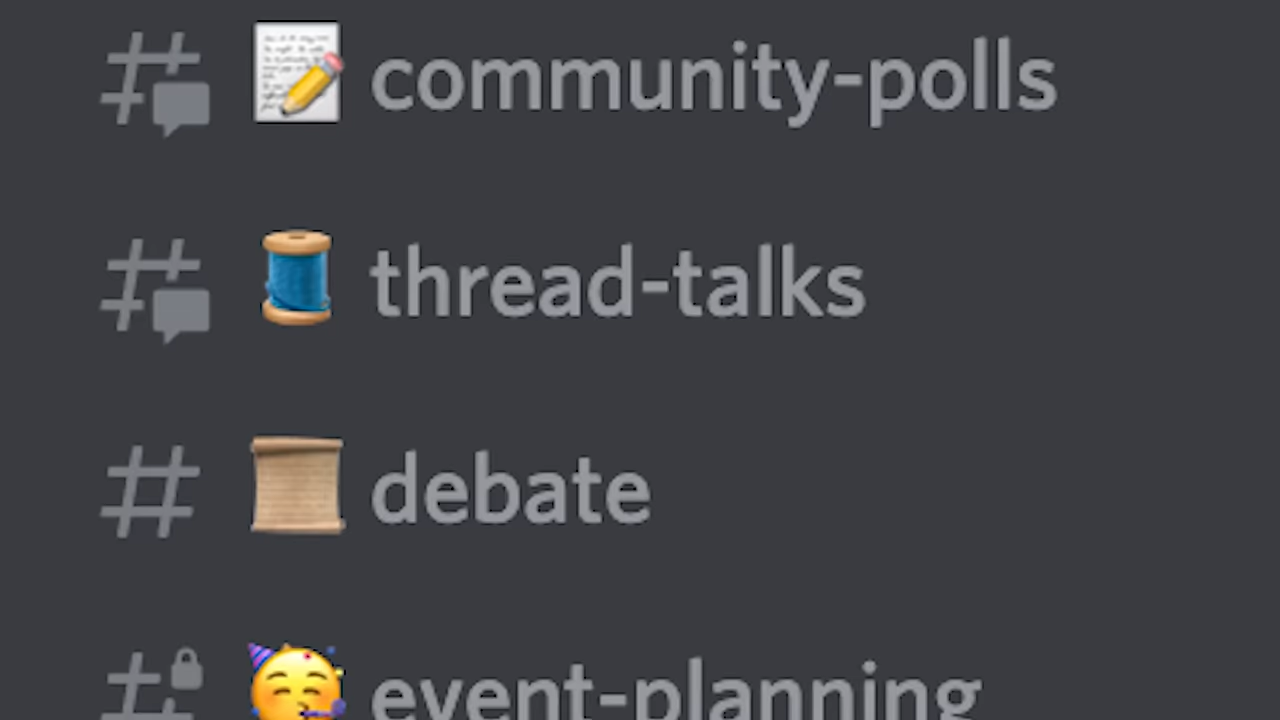 # 📝 community-polls
# 🧵 thread-talks
# 📜 debate
# 🥳 event-planning